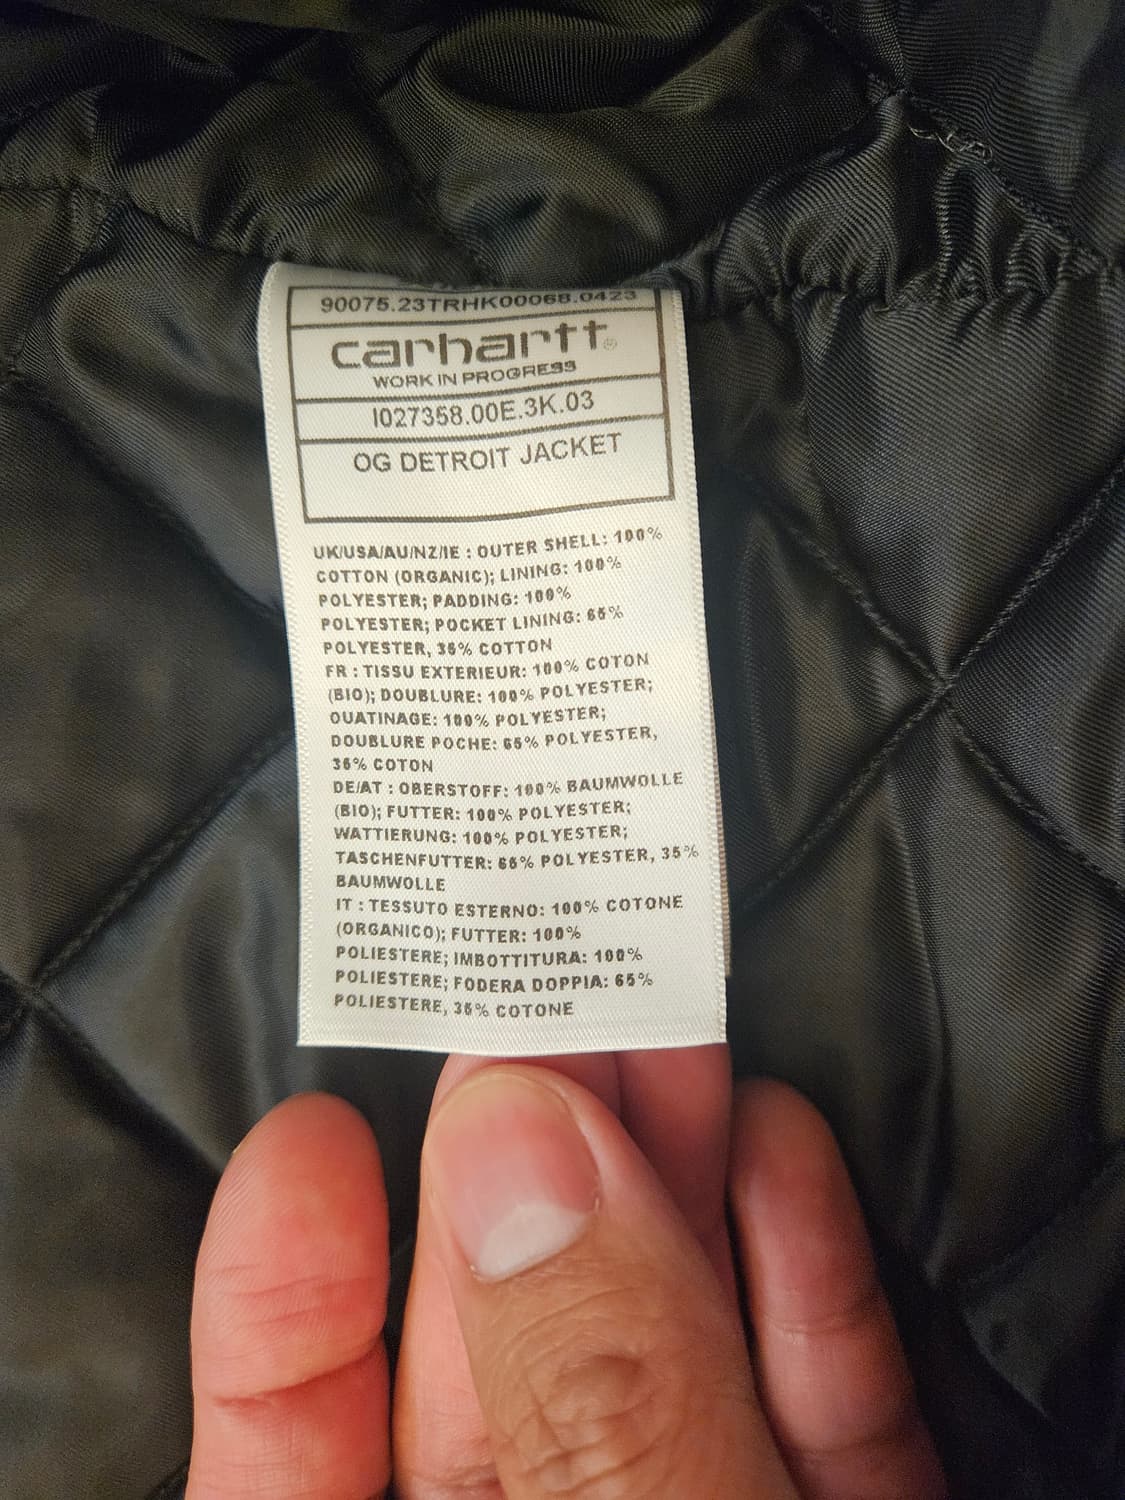 90075.23TRHK00068.0423
carhartt®
WORK IN PROGRESS
I027358.00E.3K.03
OG DETROIT JACKET
UK/USA/AU/NZ/IE : OUTER SHELL: 100%
COTTON (ORGANIC); LINING: 100%
POLYESTER; PADDING: 100%
POLYESTER; POCKET LINING: 65%
POLYESTER, 35% COTTON
FR : TISSU EXTERIEUR: 100% COTON
(BIO); DOUBLURE: 100% POLYESTER;
OUATINAGE: 100% POLYESTER;
DOUBLURE POCHE: 65% POLYESTER,
35% COTON
DE/AT : OBERSTOFF: 100% BAUMWOLLE
(BIO); FUTTER: 100% POLYESTER;
WATTIERUNG: 100% POLYESTER;
TASCHENFUTTER: 65% POLYESTER, 35%
BAUMWOLLE
IT : TESSUTO ESTERNO: 100% COTONE
(ORGANICO); FUTTER: 100%
POLIESTERE; IMBOTTITURA: 100%
POLIESTERE; FODERA DOPPIA: 65%
POLIESTERE, 35% COTONE